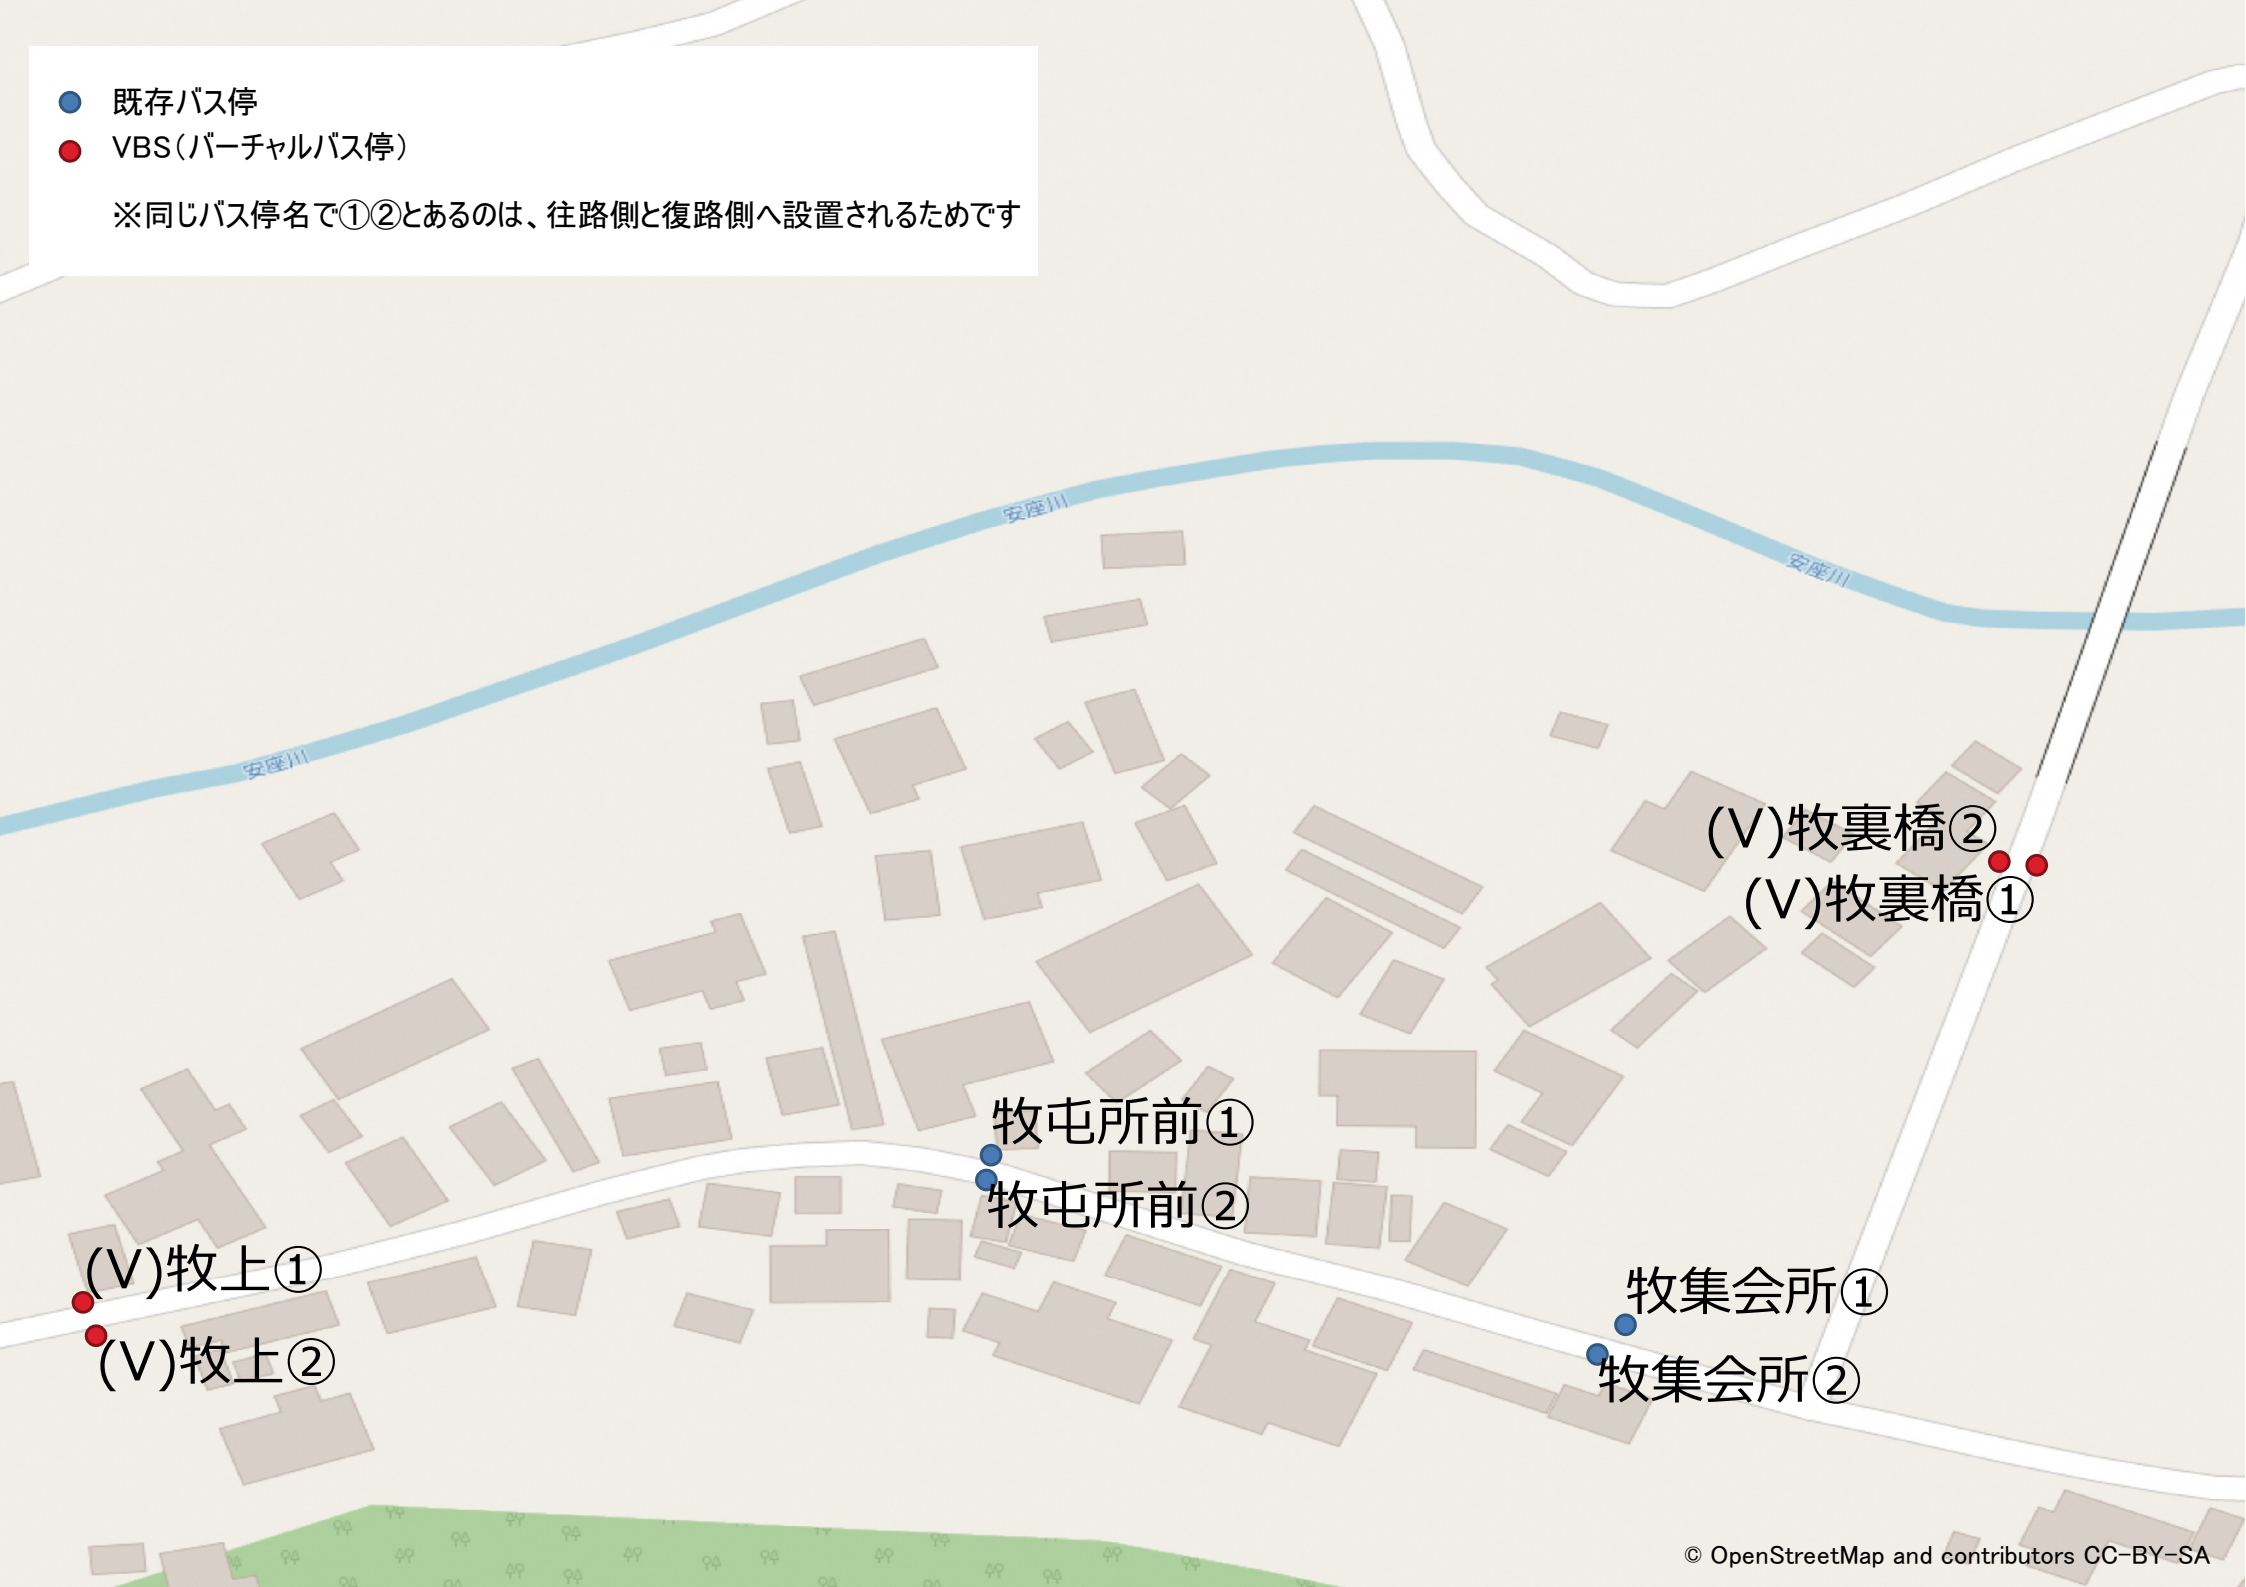 既存バス停
VBS（バーチャルバス停）
※同じバス停名で①②とあるのは、往路側と復路側へ設置されるためです
安座川
安座川
安座川
(V)牧裏橋②
(V)牧裏橋①
牧屯所前①
牧屯所前②
(V)牧上①
(V)牧上②
牧集会所①
牧集会所②
© OpenStreetMap and contributors CC-BY-SA